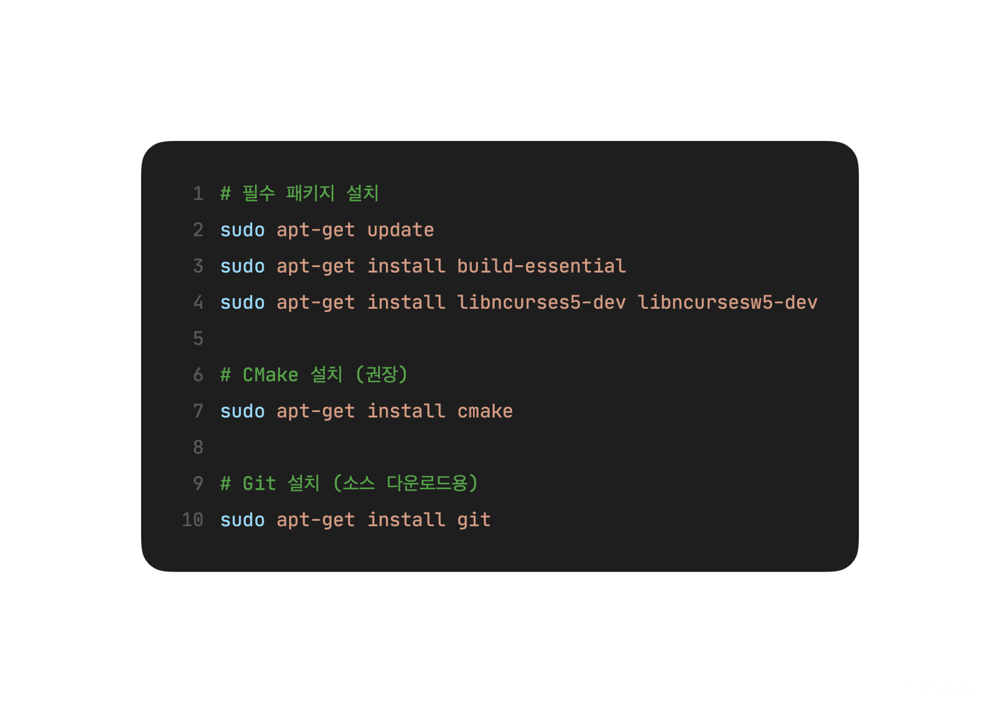 1 # 필수 패키지 설치
2 sudo apt-get update
3 sudo apt-get install build-essential
4 sudo apt-get install libncurses5-dev libncursesw5-dev
5
6 # CMake 설치 (권장)
7 sudo apt-get install cmake
8
9 # Git 설치 (소스 다운로드용)
10 sudo apt-get install git